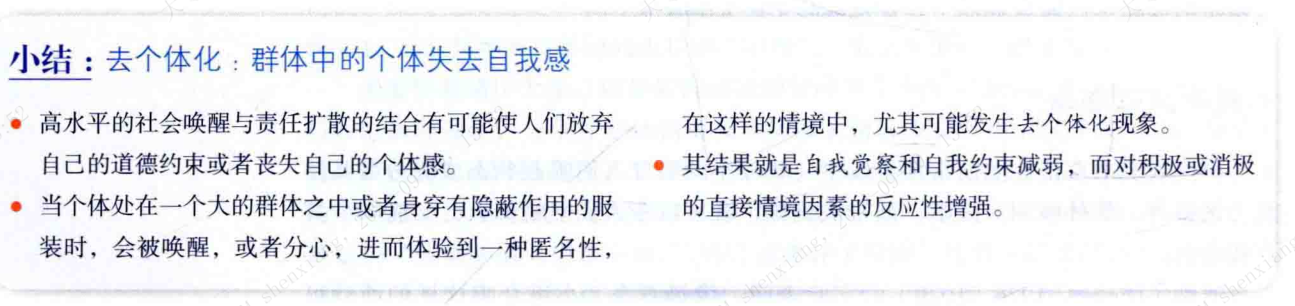 小结：去个体化：群体中的个体失去自我感
• 高水平的社会唤醒与责任扩散的结合有可能使人们放弃
自己的道德约束或者丧失自己的个体感。
• 当个体处在一个大的群体之中或者身穿有隐蔽作用的服
装时，会被唤醒，或者分心，进而体验到一种匿名性，
在这样的情境中，尤其可能发生去个体化现象。
• 其结果就是自我觉察和自我约束减弱，而对积极或消极
的直接情境因素的反应性增强。